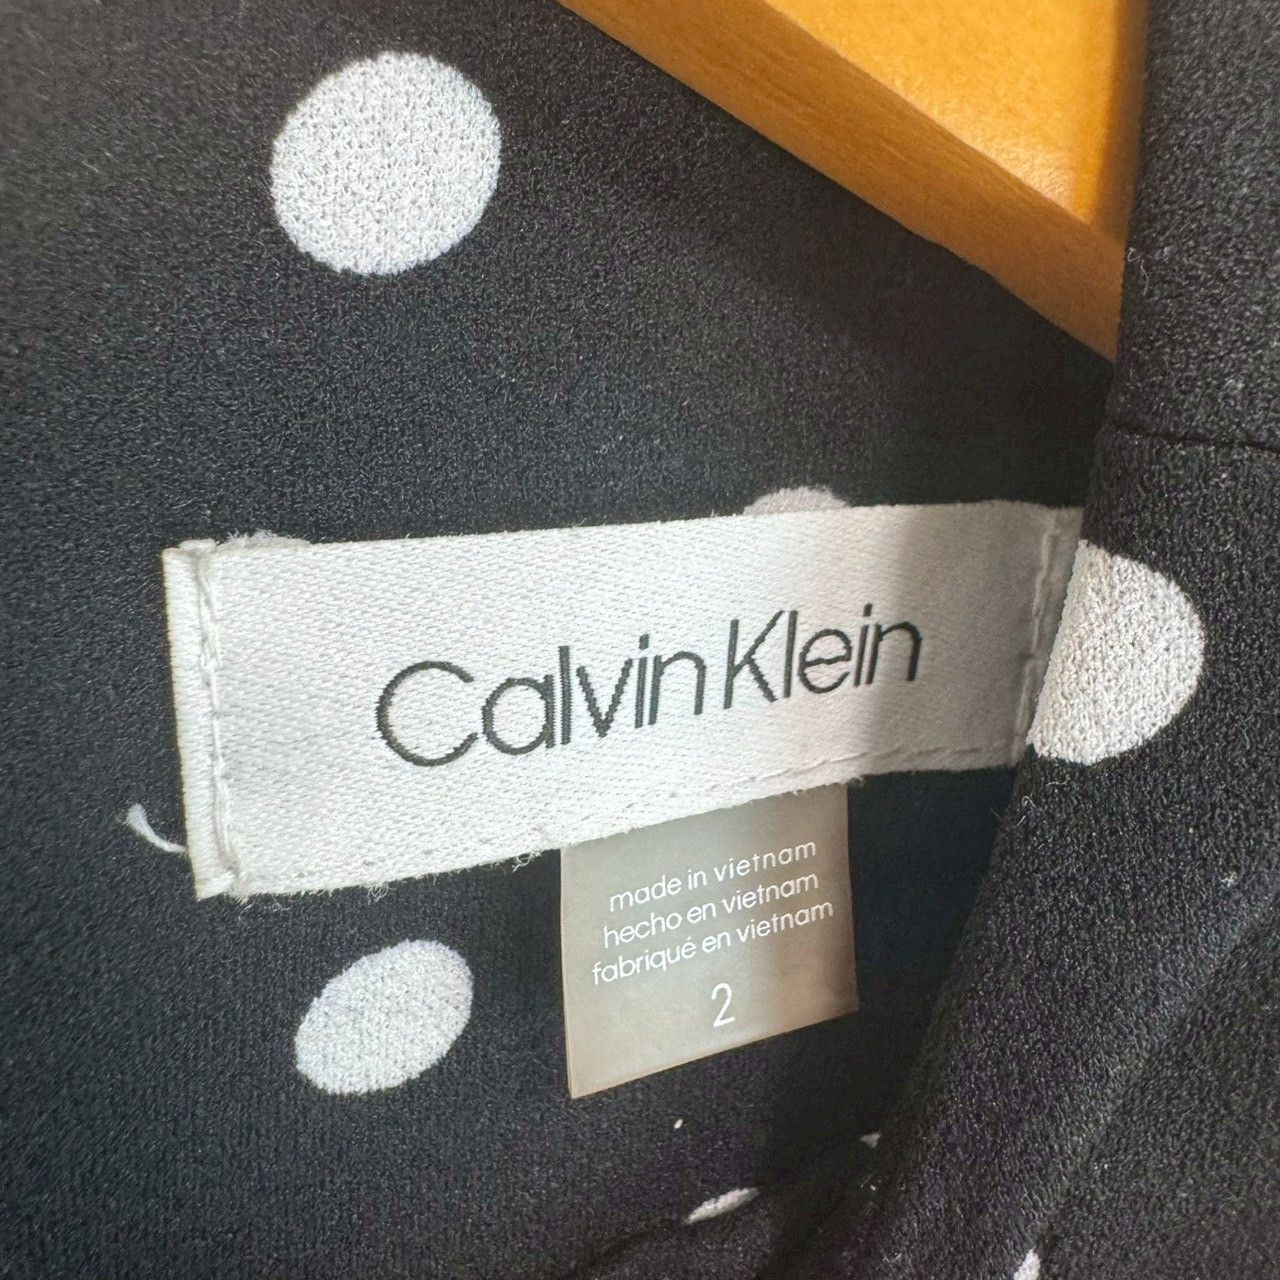 Calvin Klein
made in vietnam
hecho en vietnam
fabriqué en vietnam
2